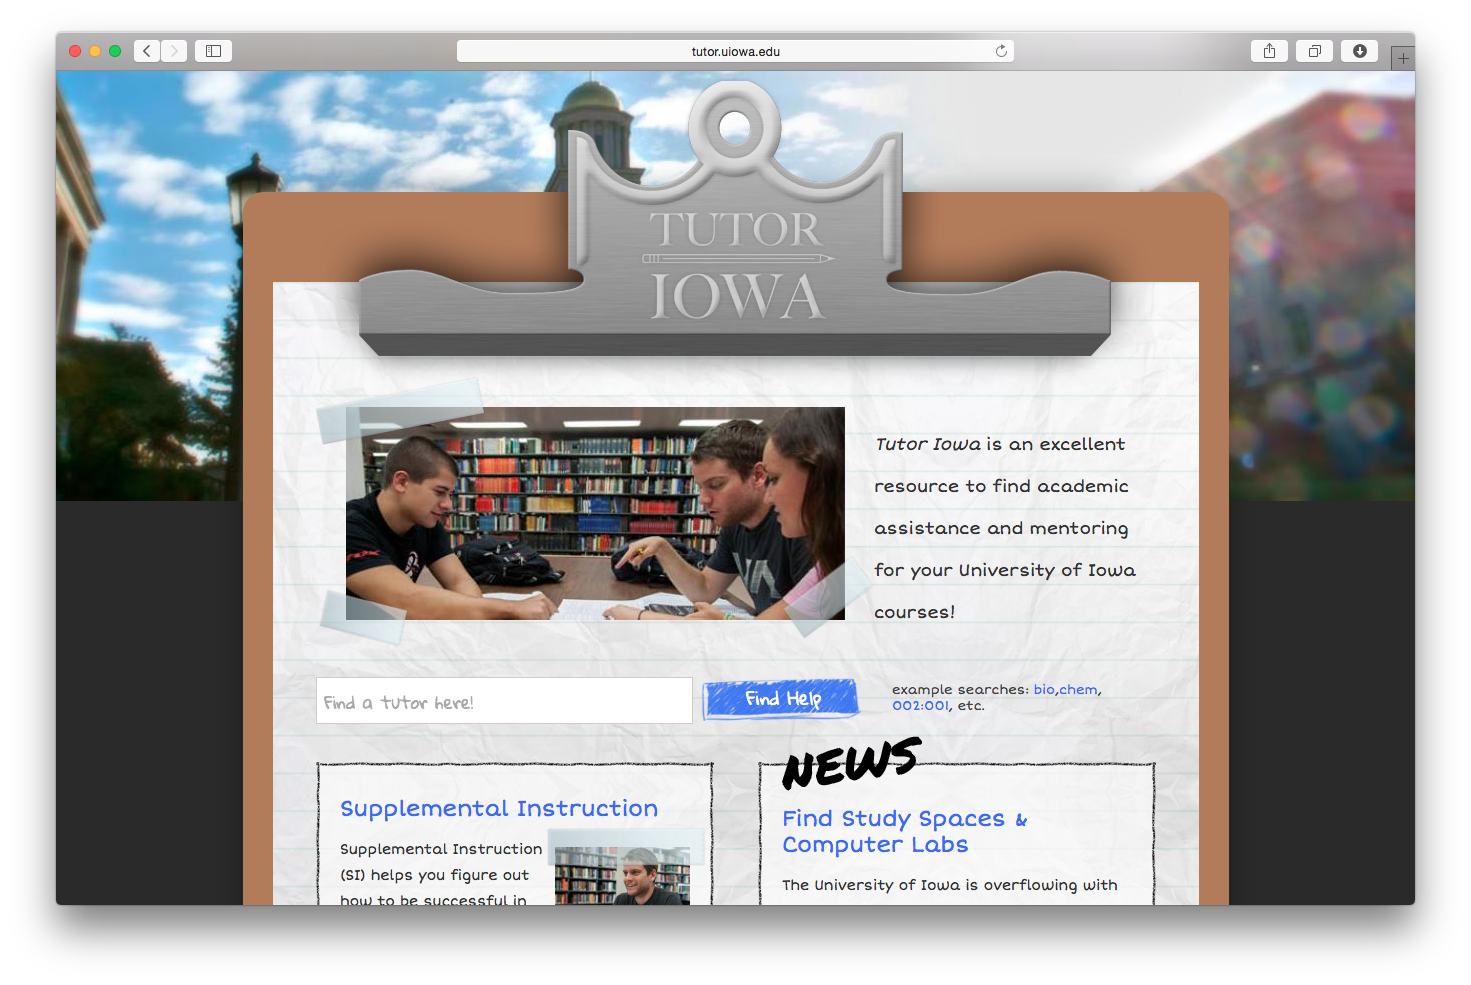 tutor.uiowa.edu
TUTOR
IOWA
Tutor Iowa is an excellent
resource to find academic
assistance and mentoring
for your University of Iowa
courses!
Find a tutor here!
Find Help
example searches: bio,chem,
002:001, etc.
NEWS
Supplemental Instruction
Supplemental Instruction
(SI) helps you figure out
how to be successful in
Find Study Spaces &
Computer Labs
The University of Iowa is overflowing with